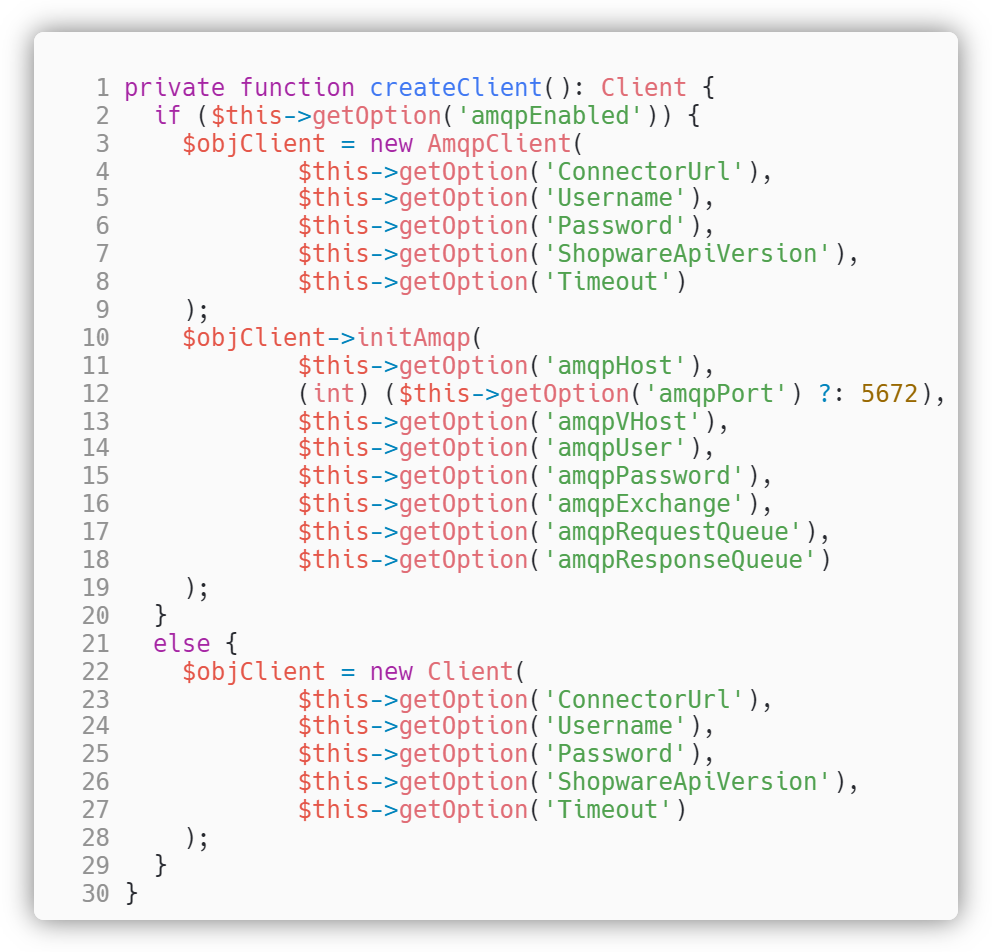 1 private function createClient(): Client {
2   if ($this->getOption('amqpEnabled')) {
3     $objClient = new AmqpClient(
4             $this->getOption('ConnectorUrl'),
5             $this->getOption('Username'),
6             $this->getOption('Password'),
7             $this->getOption('ShopwareApiVersion'),
8             $this->getOption('Timeout')
9     );
10     $objClient->initAmqp(
11             $this->getOption('amqpHost'),
12             (int) ($this->getOption('amqpPort') ?: 5672),
13             $this->getOption('amqpVHost'),
14             $this->getOption('amqpUser'),
15             $this->getOption('amqpPassword'),
16             $this->getOption('amqpExchange'),
17             $this->getOption('amqpRequestQueue'),
18             $this->getOption('amqpResponseQueue')
19     );
20   }
21   else {
22     $objClient = new Client(
23             $this->getOption('ConnectorUrl'),
24             $this->getOption('Username'),
25             $this->getOption('Password'),
26             $this->getOption('ShopwareApiVersion'),
27             $this->getOption('Timeout')
28     );
29   }
30 }